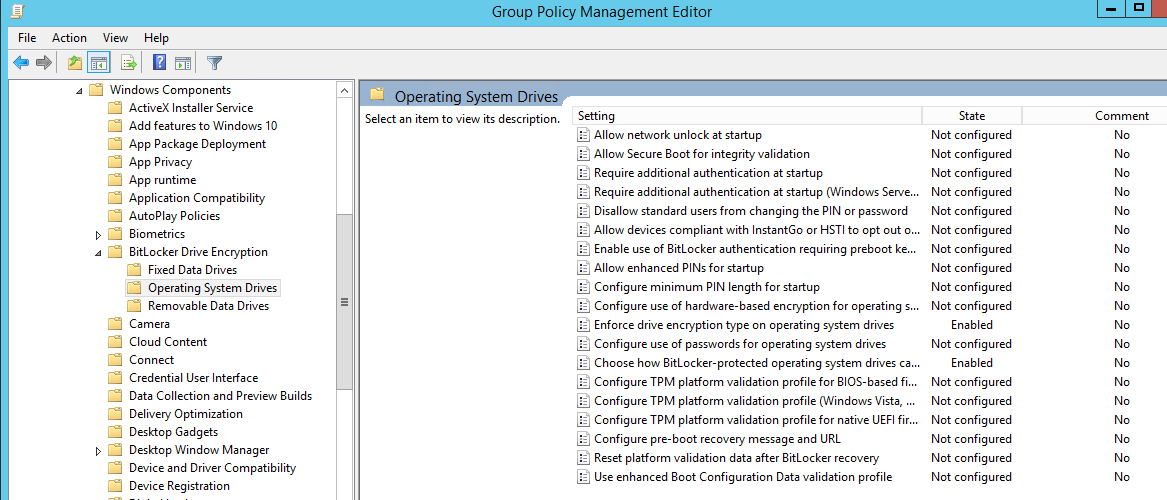 Group Policy Management Editor
File Action View Help
Windows Components
ActiveX Installer Service
Add features to Windows 10
App Package Deployment
App Privacy
App runtime
Application Compatibility
AutoPlay Policies
Biometrics
BitLocker Drive Encryption
Fixed Data Drives
Operating System Drives
Removable Data Drives
Camera
Cloud Content
Connect
Credential User Interface
Data Collection and Preview Builds
Delivery Optimization
Desktop Gadgets
Desktop Window Manager
Device and Driver Compatibility
Device Registration
Operating System Drives
Select an item to view its description.
Setting State Comment
Allow network unlock at startup Not configured No
Allow Secure Boot for integrity validation Not configured No
Require additional authentication at startup Not configured No
Require additional authentication at startup (Windows Serve... Not configured No
Disallow standard users from changing the PIN or password Not configured No
Allow devices compliant with InstantGo or HSTI to opt out o... Not configured No
Enable use of BitLocker authentication requiring preboot ke... Not configured No
Allow enhanced PINs for startup Not configured No
Configure minimum PIN length for startup Not configured No
Configure use of hardware-based encryption for operating s... Not configured No
Enforce drive encryption type on operating system drives Enabled No
Configure use of passwords for operating system drives Not configured No
Choose how BitLocker-protected operating system drives ca... Enabled No
Configure TPM platform validation profile for BIOS-based fi... Not configured No
Configure TPM platform validation profile (Windows Vista, ... Not configured No
Configure TPM platform validation profile for native UEFI fir... Not configured No
Configure pre-boot recovery message and URL Not configured No
Reset platform validation data after BitLocker recovery Not configured No
Use enhanced Boot Configuration Data validation profile Not configured No